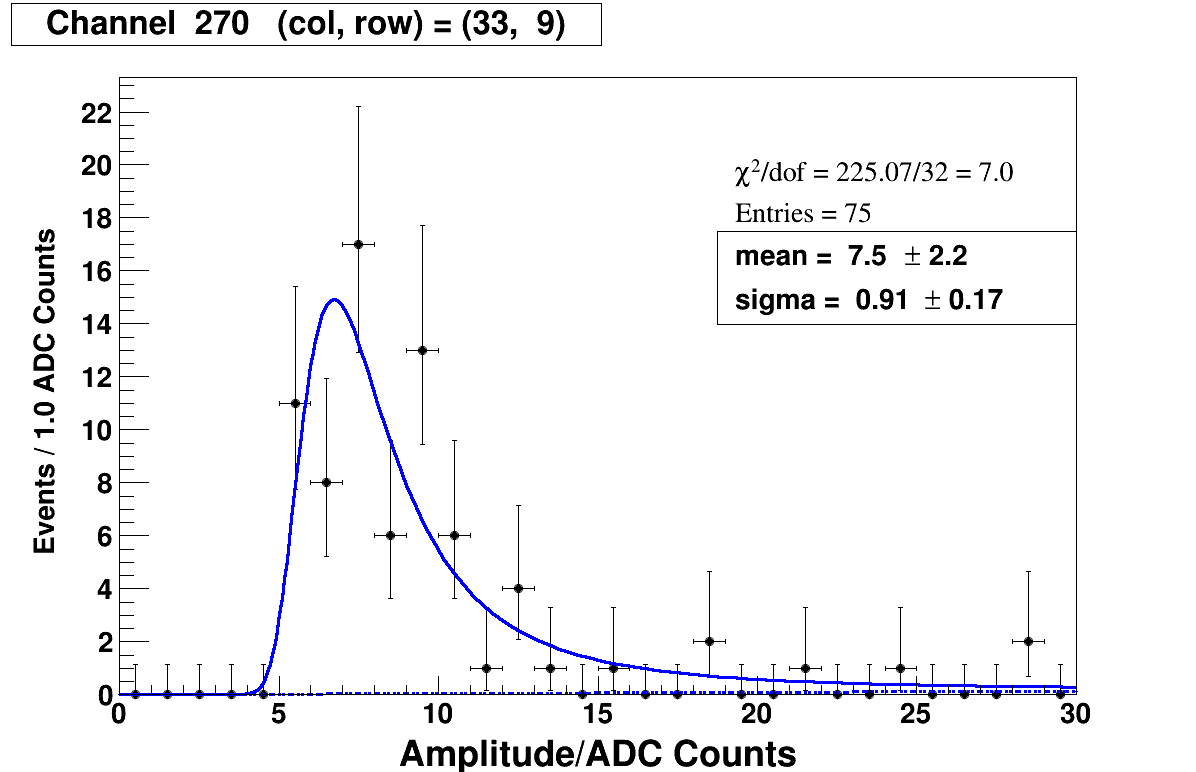 Channel 270 (col, row) = (33, 9)
22
20
18
16
14
12
10
8
6
4
2
0
Events / 1.0 ADC Counts
χ²/dof = 225.07/32 = 7.0
Entries = 75
mean = 7.5 ± 2.2
sigma = 0.91 ± 0.17
0 5 10 15 20 25 30
Amplitude/ADC Counts